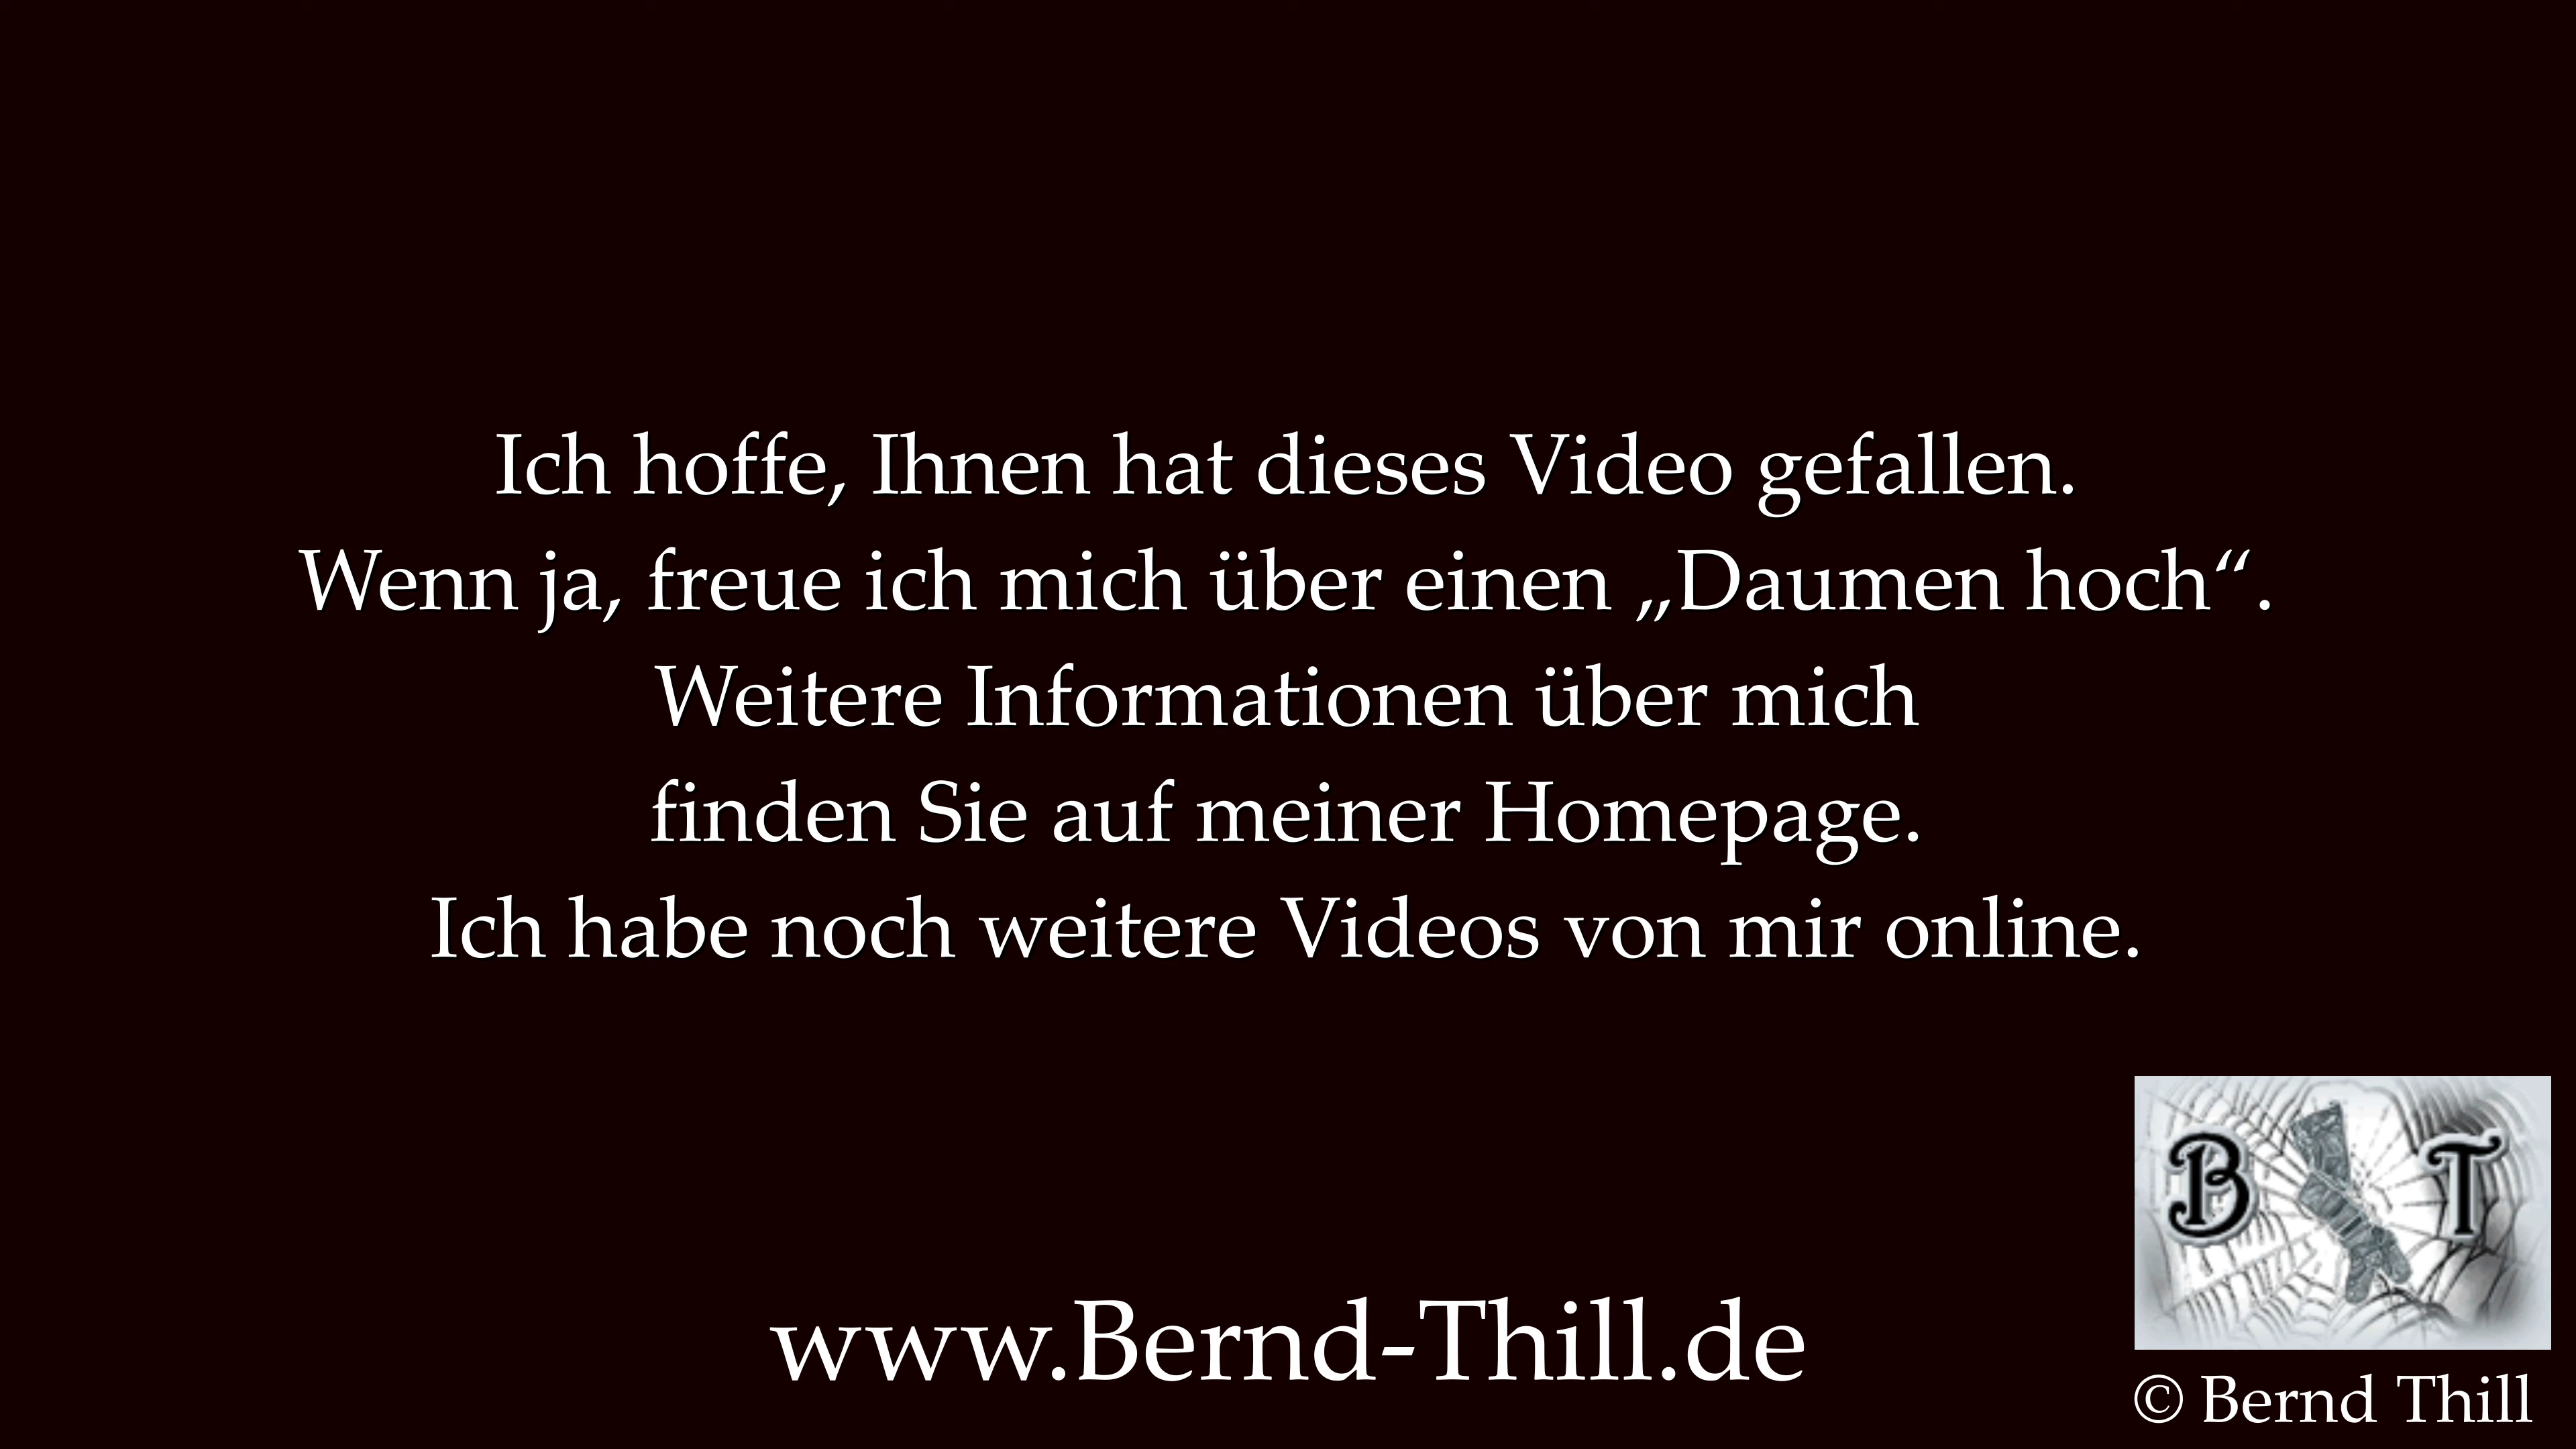 Ich hoffe, Ihnen hat dieses Video gefallen.
Wenn ja, freue ich mich über einen „Daumen hoch“.
Weitere Informationen über mich
finden Sie auf meiner Homepage.
Ich habe noch weitere Videos von mir online.
B T
www.Bernd-Thill.de
© Bernd Thill